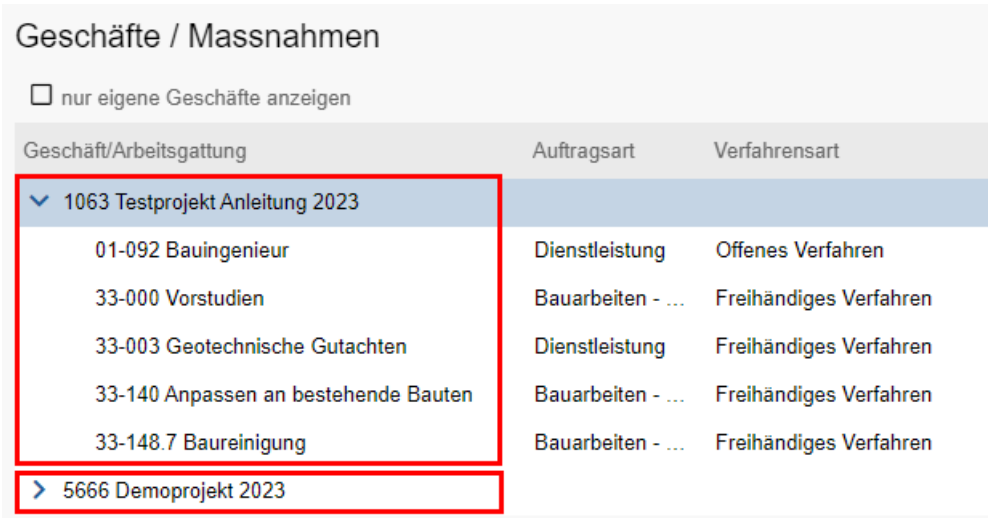 Geschäfte / Massnahmen
nur eigene Geschäfte anzeigen
Geschäft/Arbeitsgattung Auftragsart Verfahrensart
1063 Testprojekt Anleitung 2023
01-092 Bauingenieur Dienstleistung Offenes Verfahren
33-000 Vorstudien Bauarbeiten - ... Freihändiges Verfahren
33-003 Geotechnische Gutachten Dienstleistung Freihändiges Verfahren
33-140 Anpassen an bestehende Bauten Bauarbeiten - ... Freihändiges Verfahren
33-148.7 Baureinigung Bauarbeiten - ... Freihändiges Verfahren
5666 Demoprojekt 2023